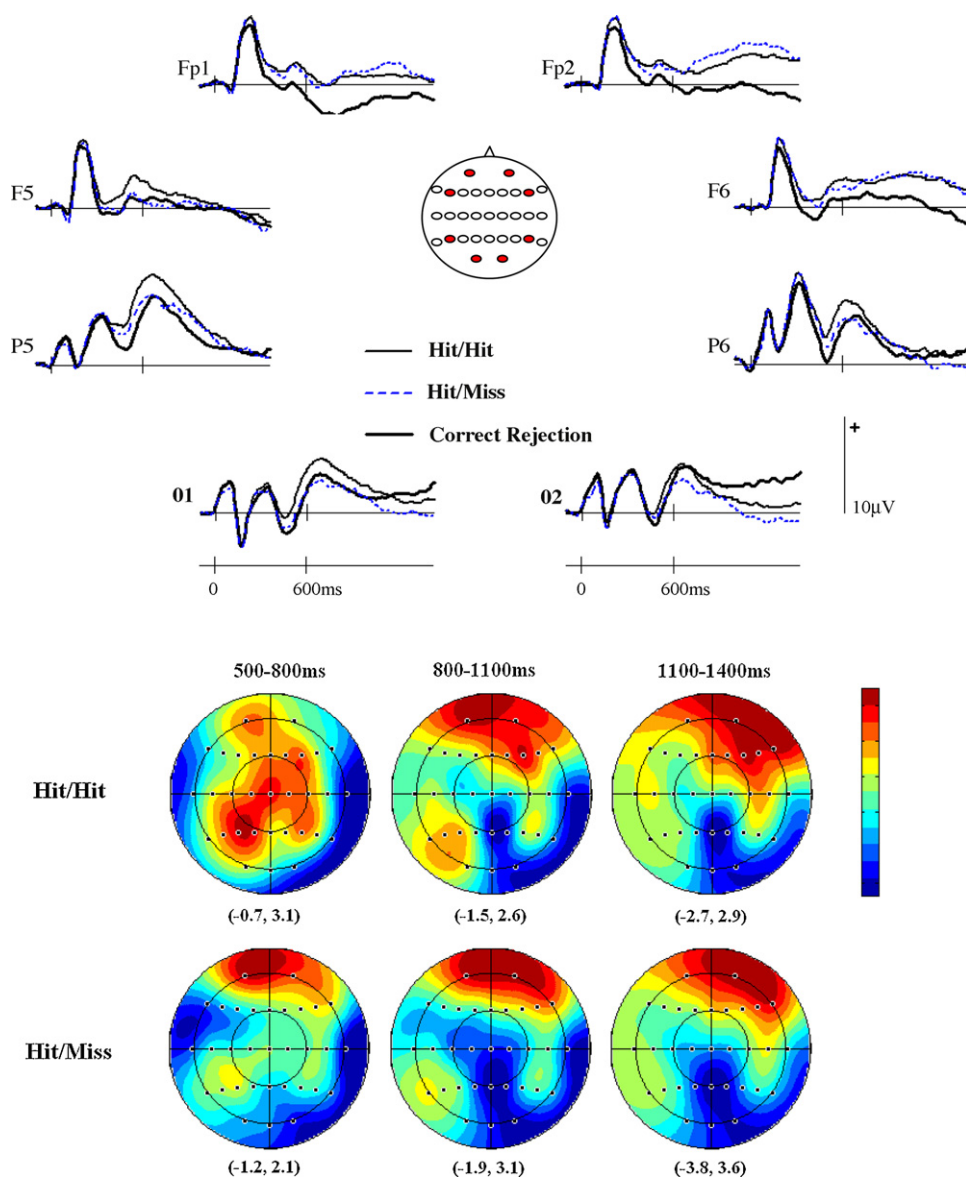 Fp1
Fp2
F5
F6
P5
P6
Hit/Hit
Hit/Miss
Correct Rejection
+
10μV
01
02
0 600ms
0 600ms
500-800ms 800-1100ms 1100-1400ms
Hit/Hit
(-0.7, 3.1) (-1.5, 2.6) (-2.7, 2.9)
Hit/Miss
(-1.2, 2.1) (-1.9, 3.1) (-3.8, 3.6)